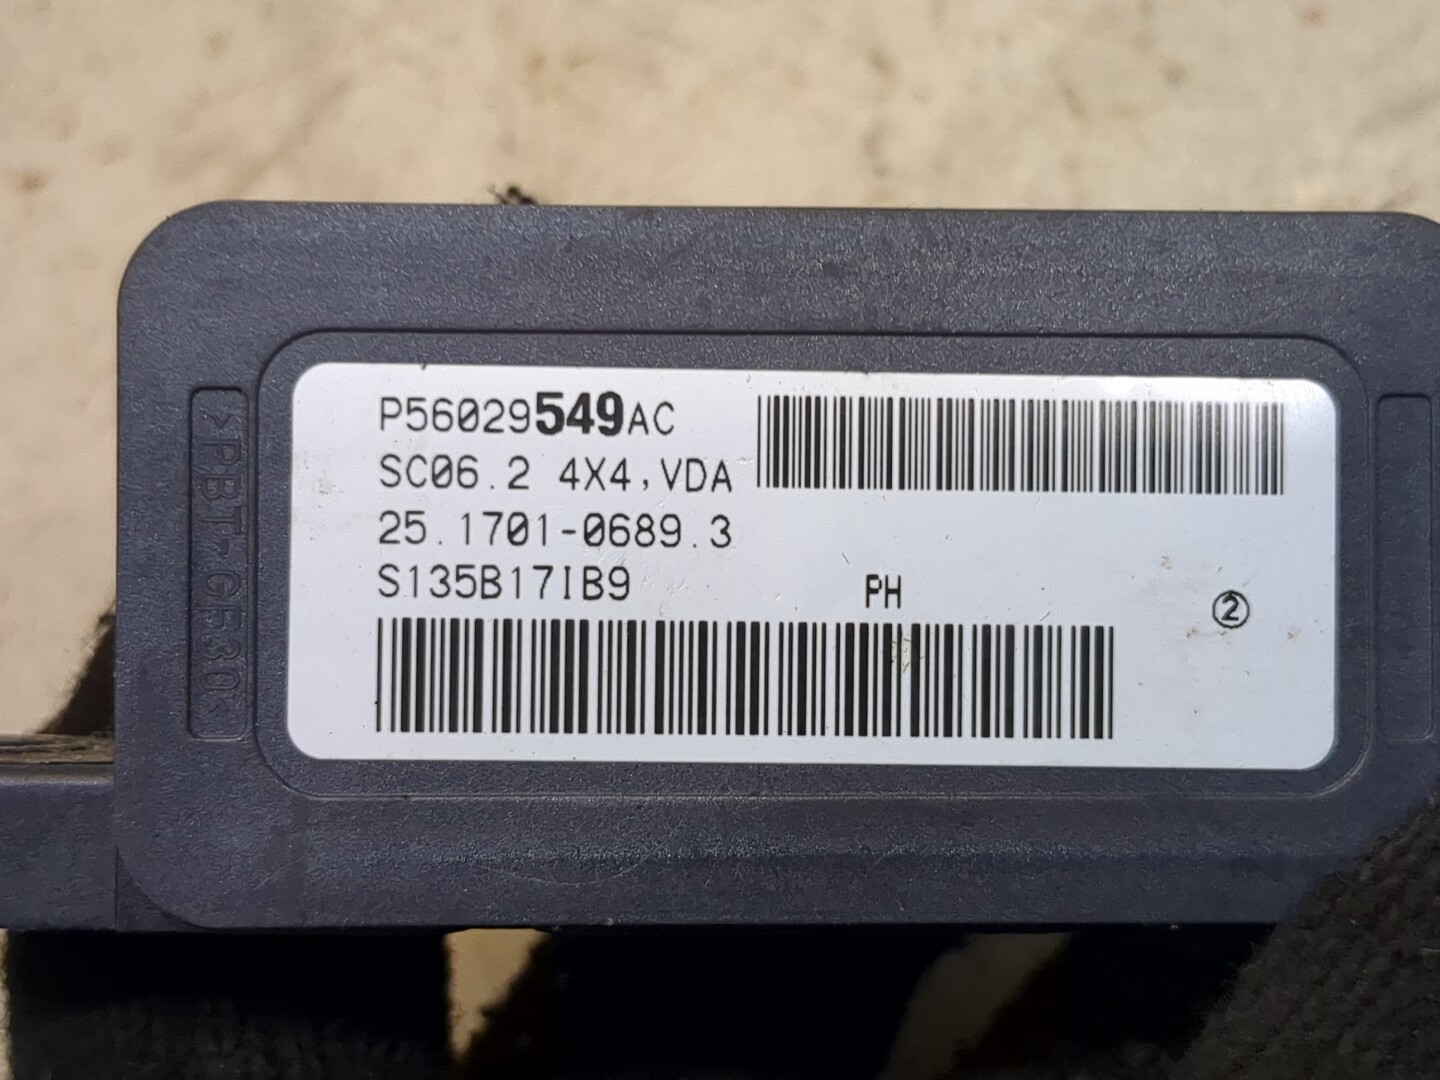 P56029549AC
SC06.2 4X4,VDA
25.1701-0689.3
S135B17IB9
PH
②
>PBT-GF30<